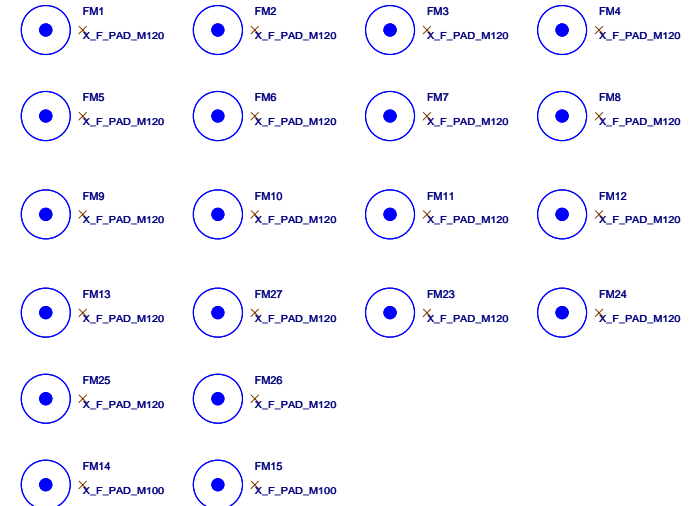 FM1
X_F_PAD_M120
FM2
X_F_PAD_M120
FM3
X_F_PAD_M120
FM4
X_F_PAD_M120
FM5
X_F_PAD_M120
FM6
X_F_PAD_M120
FM7
X_F_PAD_M120
FM8
X_F_PAD_M120
FM9
X_F_PAD_M120
FM10
X_F_PAD_M120
FM11
X_F_PAD_M120
FM12
X_F_PAD_M120
FM13
X_F_PAD_M120
FM27
X_F_PAD_M120
FM23
X_F_PAD_M120
FM24
X_F_PAD_M120
FM25
X_F_PAD_M120
FM26
X_F_PAD_M120
FM14
X_F_PAD_M100
FM15
X_F_PAD_M100